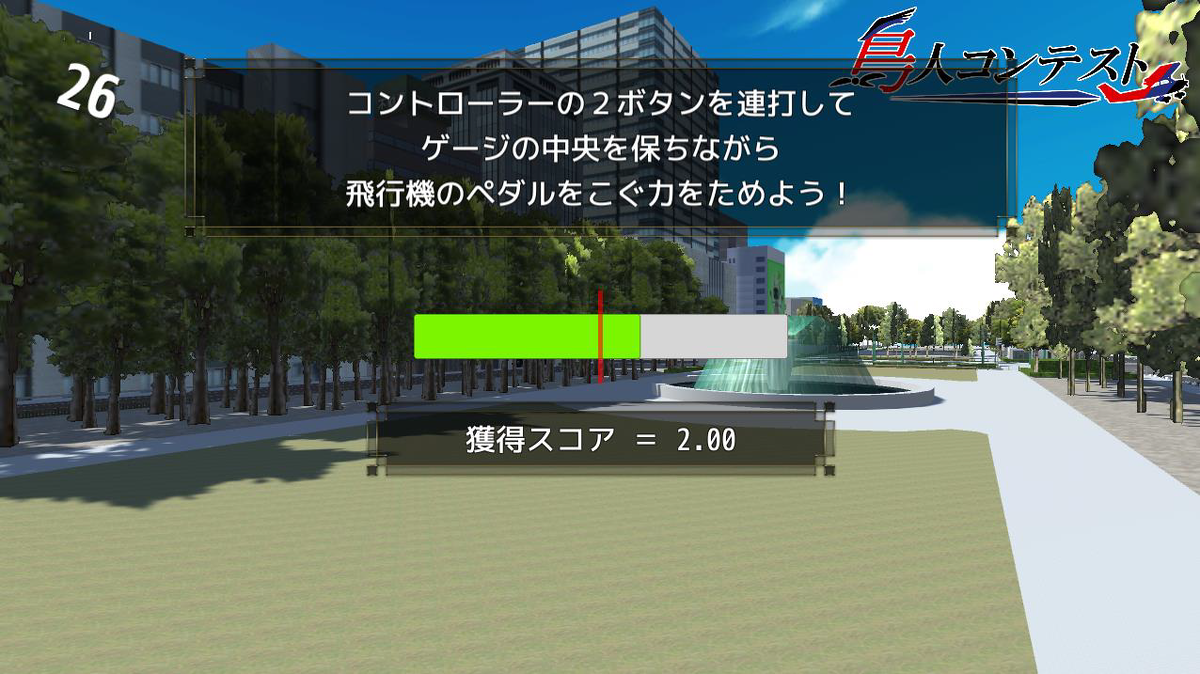 26
鳥人コンテスト
コントローラーの２ボタンを連打して
ゲージの中央を保ちながら
飛行機のペダルをこぐ力をためよう！
獲得スコア ＝ 2.00